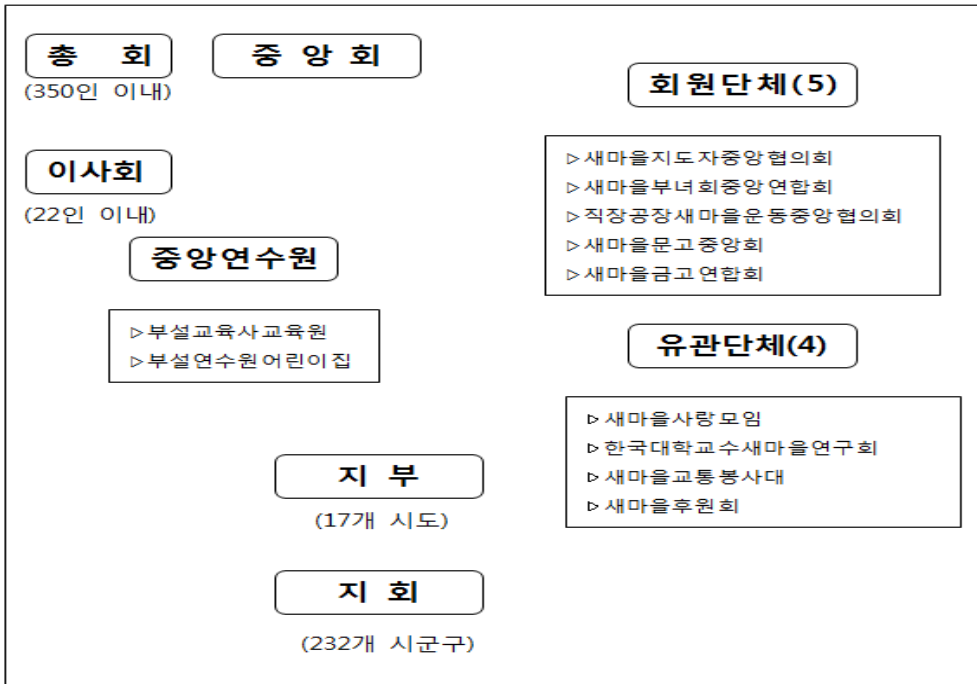 총 회
(350인 이내)
중 앙 회
이사회
(22인 이내)
중앙연수원
▷부설교육사교육원
▷부설연수원어린이집
지 부
(17개 시도)
지 회
(232개 시군구)
회원단체(5)
▷새마을지도자중앙협의회
▷새마을부녀회중앙연합회
▷직장공장새마을운동중앙협의회
▷새마을문고중앙회
▷새마을금고연합회
유관단체(4)
▷새마을사랑모임
▷한국대학교수새마을연구회
▷새마을교통봉사대
▷새마을후원회